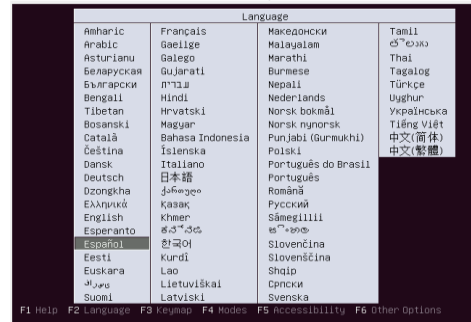 Language
Amharic
Arabic
Asturianu
Беларуская
Български
Bengali
Tibetan
Bosanski
Català
Čeština
Dansk
Deutsch
Dzongkha
Ελληνικά
English
Esperanto
Español
Eesti
Euskara
Suomi
Français
Gaeilge
Galego
Gujarati
עברית
Hindi
Hrvatski
Magyar
Bahasa Indonesia
Íslenska
Italiano
日本語
ქართული
Қазақ
Khmer
ಕನ್ನಡ
한국어
Kurdî
Lao
Lietuviškai
Latviski
Македонски
Malayalam
Marathi
Burmese
Nepali
Nederlands
Norsk bokmål
Norsk nynorsk
Punjabi (Gurmukhi)
Polski
Português do Brasil
Português
Română
Русский
Sámegillii
සිංහල
Slovenčina
Slovenščina
Shqip
Српски
Svenska
Tamil
తెలుగు
Thai
Tagalog
Türkçe
Uyghur
Українська
Tiếng Việt
中文(简体)
中文(繁體)
F1 Help F2 Language F3 Keymap F4 Modes F5 Accessibility F6 Other Options